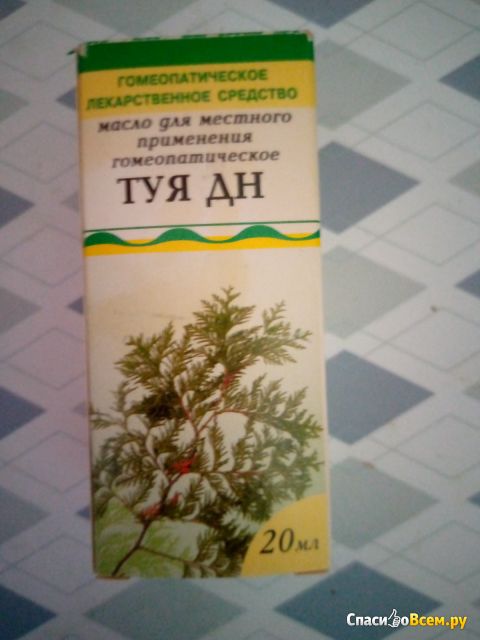 ГОМЕОПАТИЧЕСКОЕ
ЛЕКАРСТВЕННОЕ СРЕДСТВО
масло для местного
применения
гомеопатическое
ТУЯ ДН
20мл
СпасибоВсем.ру